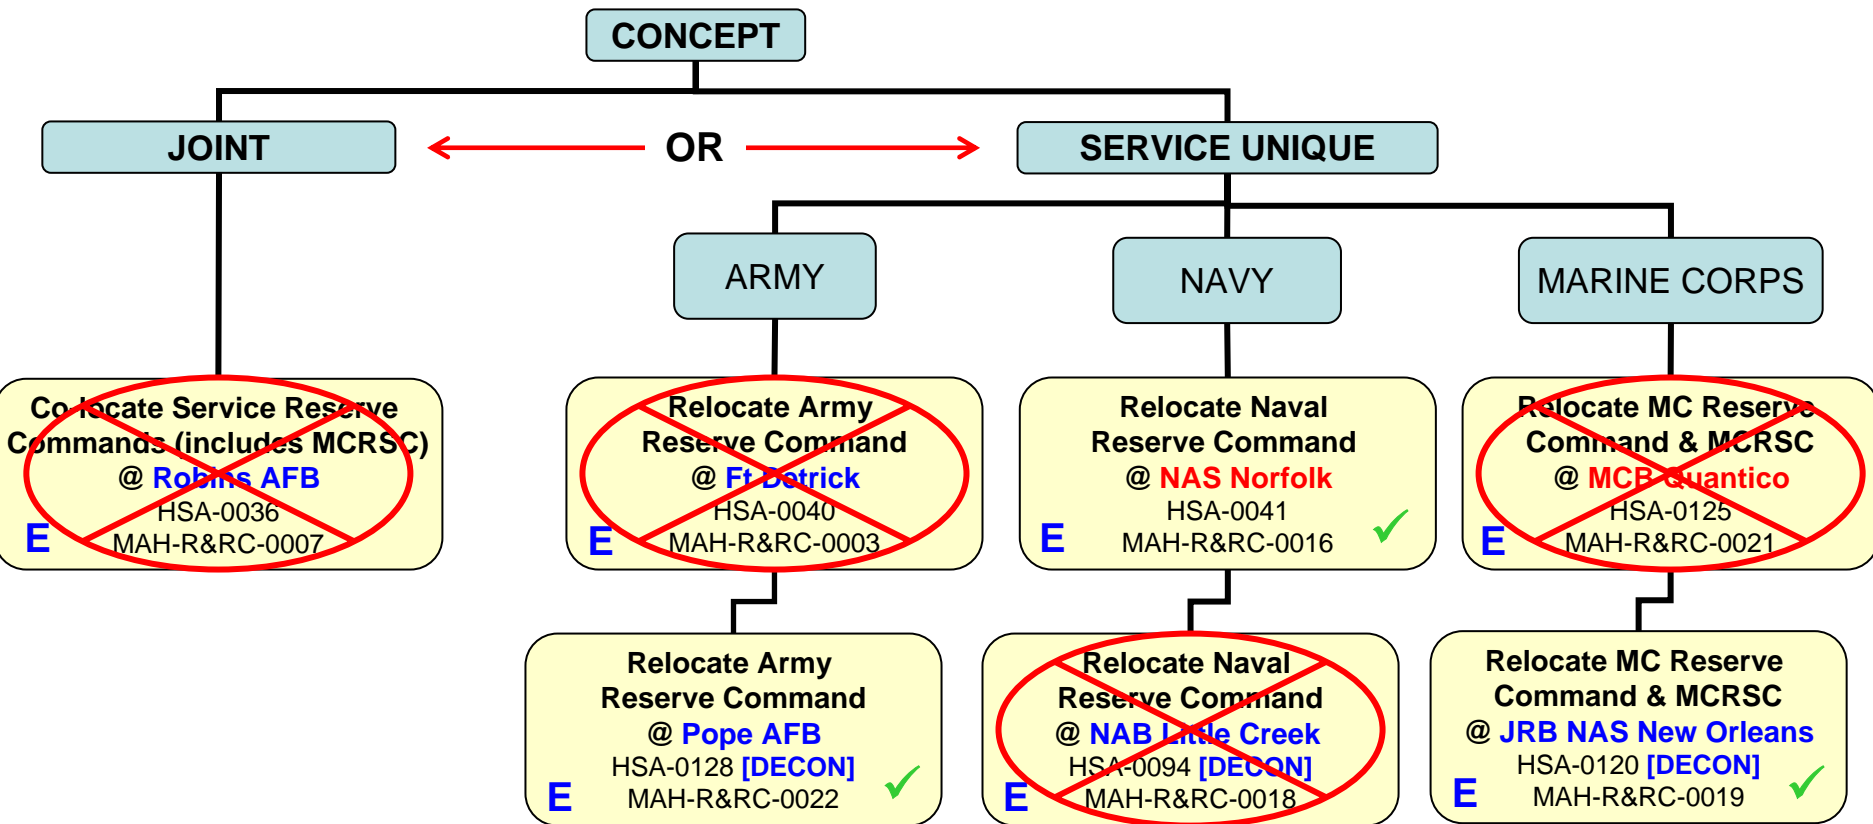 CONCEPT
JOINT
OR
SERVICE UNIQUE
ARMY
NAVY
MARINE CORPS
Co-locate Service Reserve
Commands (includes MCRSC)
@ Robins AFB
HSA-0036
MAH-R&RC-0007
E
Relocate Army
Reserve Command
@ Ft Detrick
HSA-0040
MAH-R&RC-0003
E
Relocate Naval
Reserve Command
@ NAS Norfolk
HSA-0041
MAH-R&RC-0016
E
Relocate MC Reserve
Command & MCRSC
@ MCB Quantico
HSA-0125
MAH-R&RC-0021
E
Relocate Army
Reserve Command
@ Pope AFB
HSA-0128 [DECON]
MAH-R&RC-0022
E
Relocate Naval
Reserve Command
@ NAB Little Creek
HSA-0094 [DECON]
MAH-R&RC-0018
E
Relocate MC Reserve
Command & MCRSC
@ JRB NAS New Orleans
HSA-0120 [DECON]
MAH-R&RC-0019
E